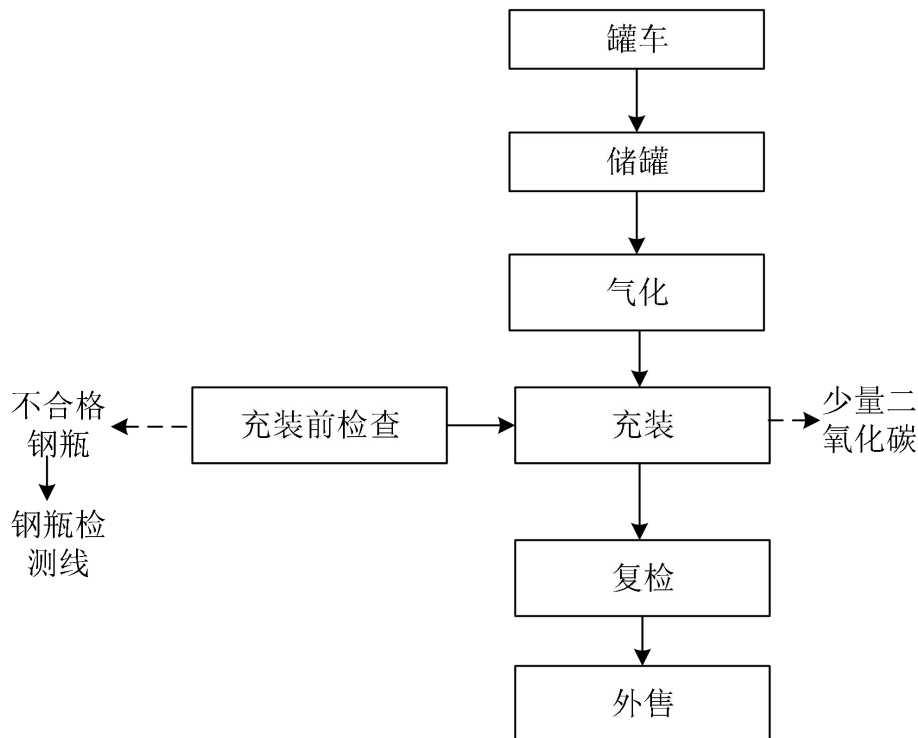 罐车
储罐
气化
不合格
钢瓶
充装前检查
充装
少量二
氧化碳
钢瓶检
测线
复检
外售